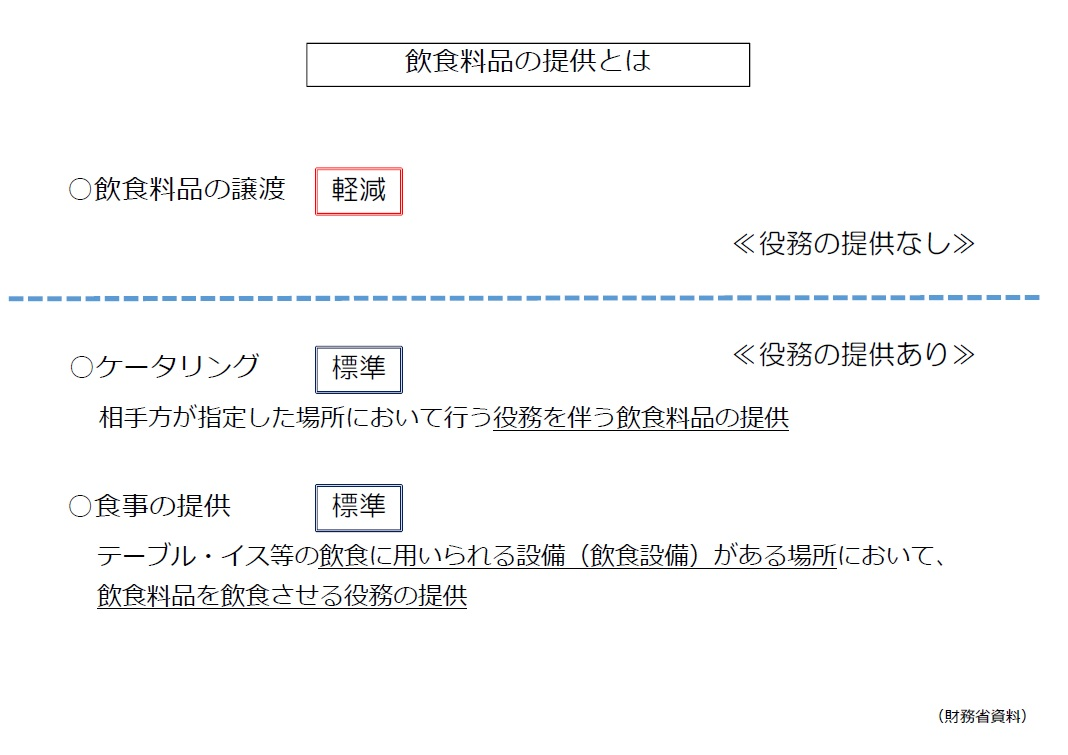 飲食料品の提供とは
○飲食料品の譲渡 軽減
≪役務の提供なし≫
≪役務の提供あり≫
○ケータリング 標準
相手方が指定した場所において行う役務を伴う飲食料品の提供
○食事の提供 標準
テーブル・イス等の飲食に用いられる設備（飲食設備）がある場所において、
飲食料品を飲食させる役務の提供
（財務省資料）